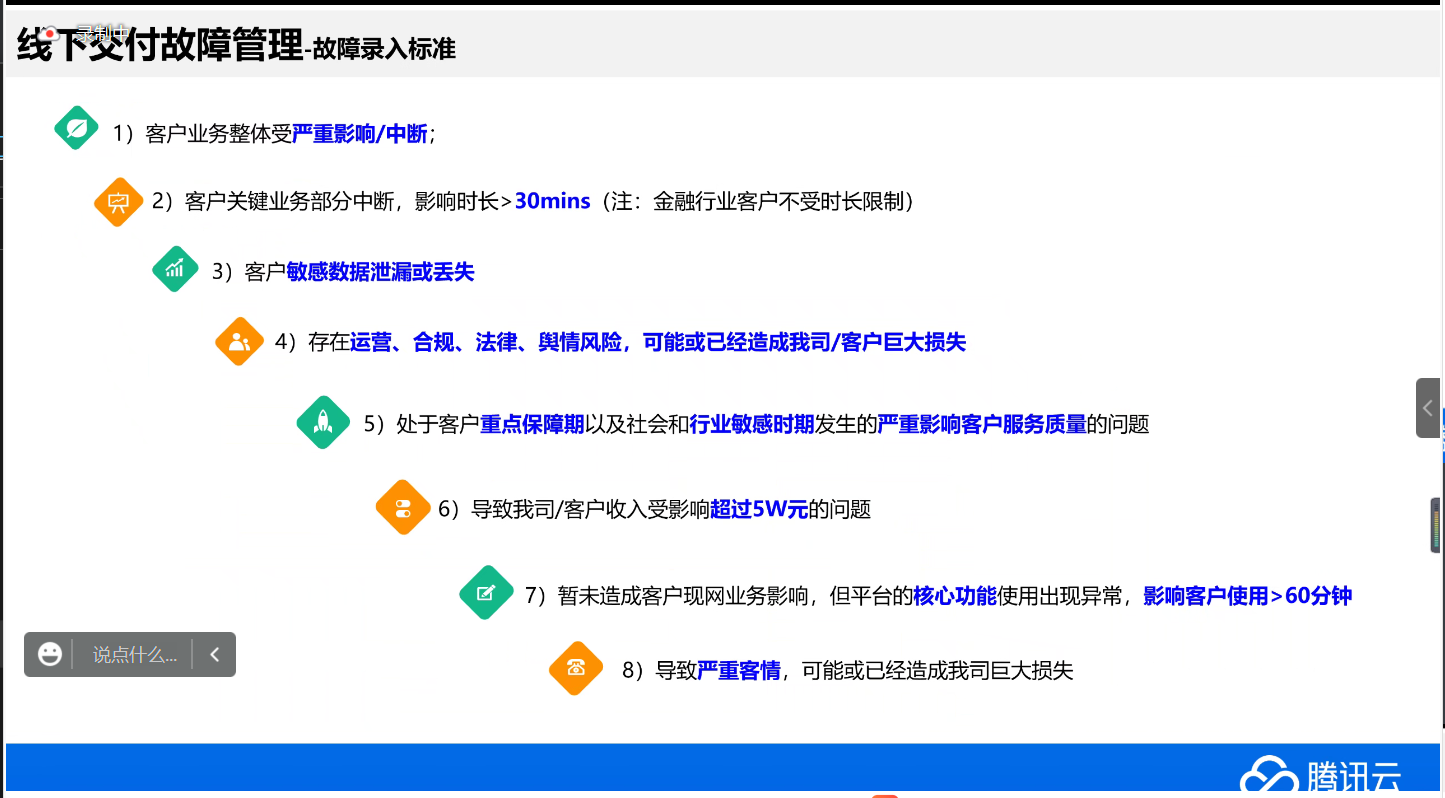 线下交付故障管理-故障录入标准
录制中
1）客户业务整体受严重影响/中断；
2）客户关键业务部分中断，影响时长>30mins（注：金融行业客户不受时长限制）
3）客户敏感数据泄漏或丢失
4）存在运营、合规、法律、舆情风险，可能或已经造成我司/客户巨大损失
5）处于客户重点保障期以及社会和行业敏感时期发生的严重影响客户服务质量的问题
6）导致我司/客户收入受影响超过5W元的问题
7）暂未造成客户现网业务影响，但平台的核心功能使用出现异常，影响客户使用>60分钟
说点什么...
8）导致严重客情，可能或已经造成我司巨大损失
腾讯云